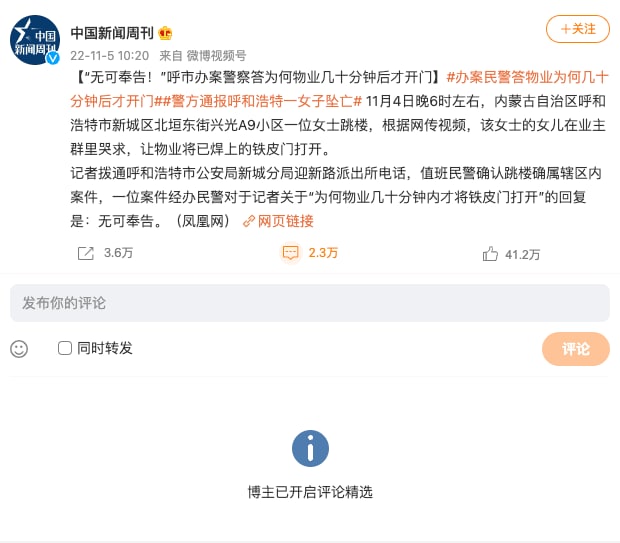 中国
新闻周刊
中国新闻周刊
22-11-5 10:20 来自 微博视频号
＋关注
【“无可奉告！”呼市办案警察答为何物业几十分钟后才开门】#办案民警答物业为何几十
分钟后才开门##警方通报呼和浩特一女子坠亡# 11月4日晚6时左右，内蒙古自治区呼和
浩特市新城区北垣东街兴光A9小区一位女士跳楼，根据网传视频，该女士的女儿在业主
群里哭求，让物业将已焊上的铁皮门打开。
记者拨通呼和浩特市公安局新城分局迎新路派出所电话，值班民警确认跳楼确属辖区内
案件，一位案件经办民警对于记者关于“为何物业几十分钟内才将铁皮门打开”的回复
是：无可奉告。（凤凰网） 网页链接
3.6万 2.3万 41.2万
发布你的评论
同时转发
评论
博主已开启评论精选